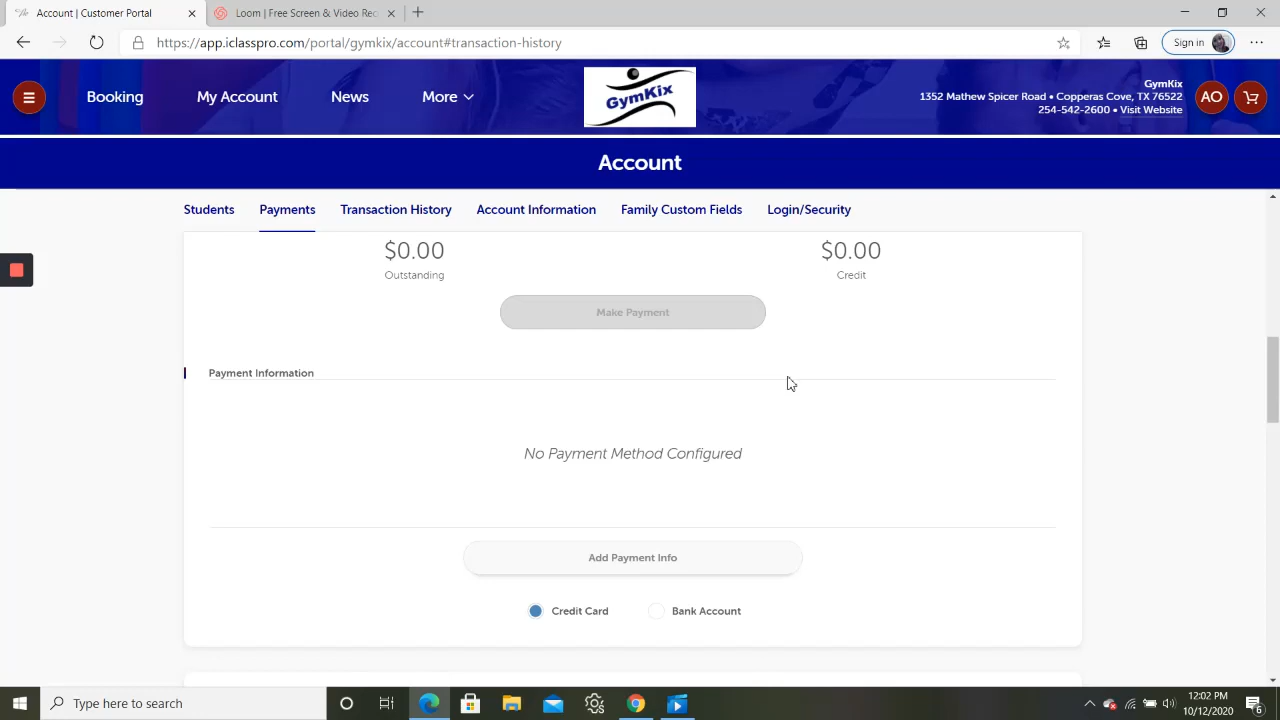 Account | Customer Portal
Loom | Free Screen & Video Rec
https://app.iclasspro.com/portal/gymkix/account#transaction-history
Sign in
Booking
My Account
News
More
GymKix
GymKix
1352 Mathew Spicer Road • Copperas Cove, TX 76522
254-542-2600 • Visit Website
AO
Account
Students
Payments
Transaction History
Account Information
Family Custom Fields
Login/Security
$0.00
Outstanding
$0.00
Credit
Make Payment
Payment Information
No Payment Method Configured
Add Payment Info
Credit Card
Bank Account
Type here to search
12:02 PM
10/12/2020
6